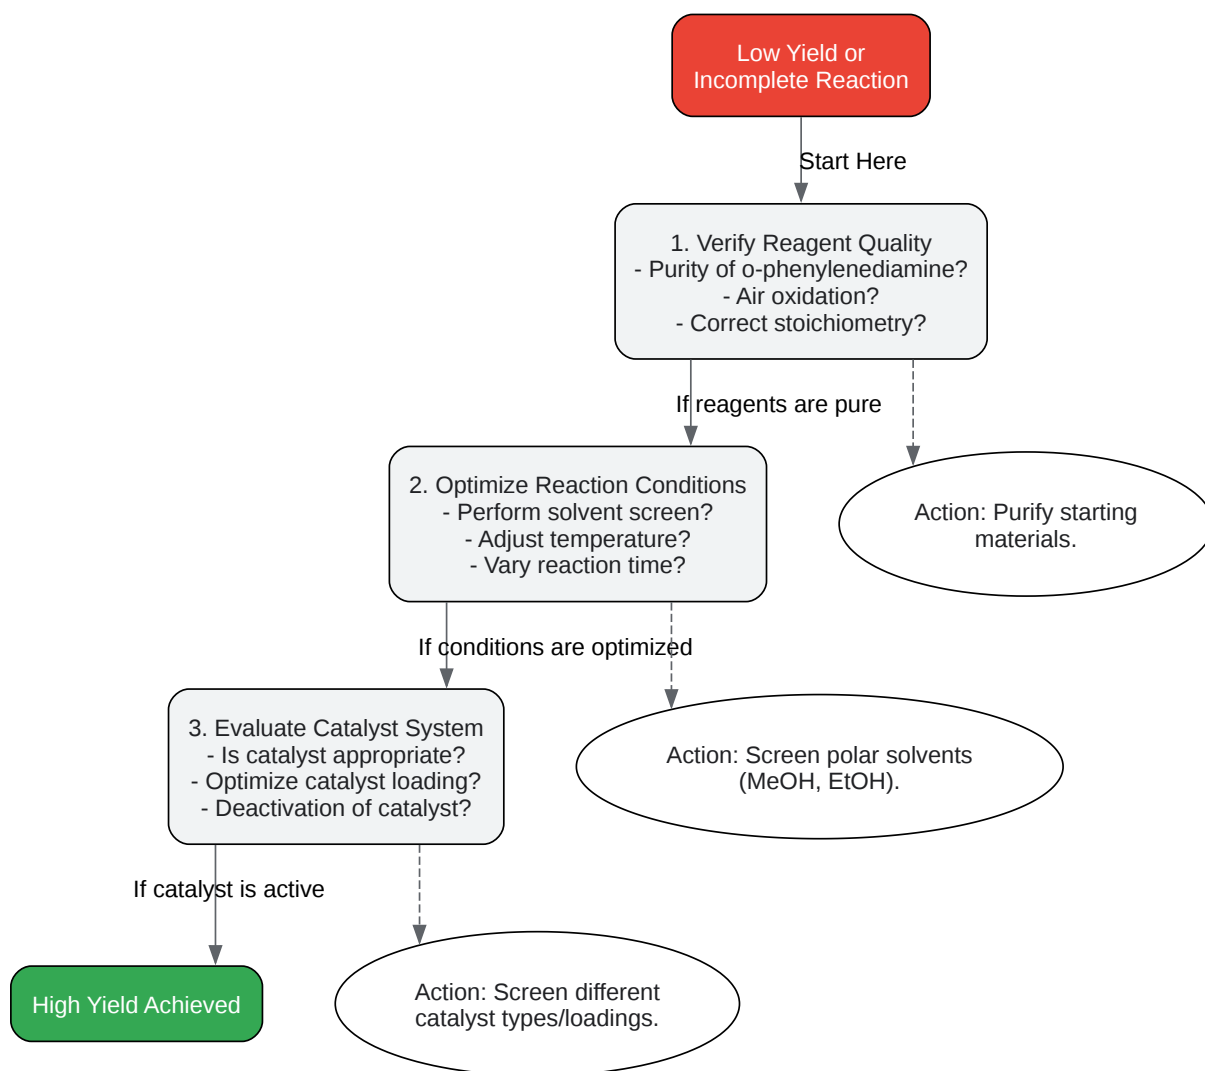 Low Yield or
Incomplete Reaction
Start Here
1. Verify Reagent Quality
- Purity of o-phenylenediamine?
- Air oxidation?
- Correct stoichiometry?
If reagents are pure
2. Optimize Reaction Conditions
- Perform solvent screen?
- Adjust temperature?
- Vary reaction time?
Action: Purify starting
materials.
If conditions are optimized
3. Evaluate Catalyst System
- Is catalyst appropriate?
- Optimize catalyst loading?
- Deactivation of catalyst?
Action: Screen polar solvents
(MeOH, EtOH).
If catalyst is active
High Yield Achieved
Action: Screen different
catalyst types/loadings.